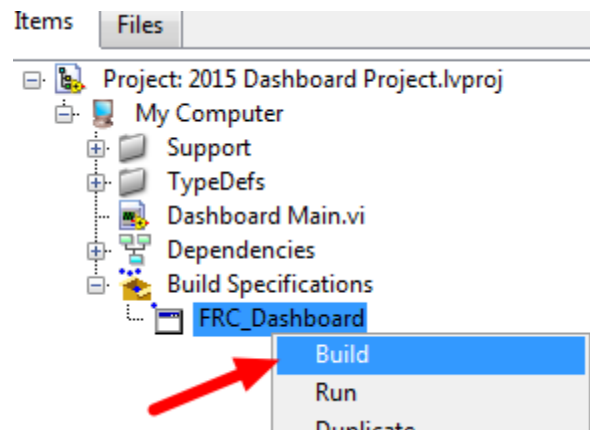 Items Files
Project: 2015 Dashboard Project.lvproj
My Computer
Support
TypeDefs
Dashboard Main.vi
Dependencies
Build Specifications
FRC_Dashboard
Build
Run
Duplicate